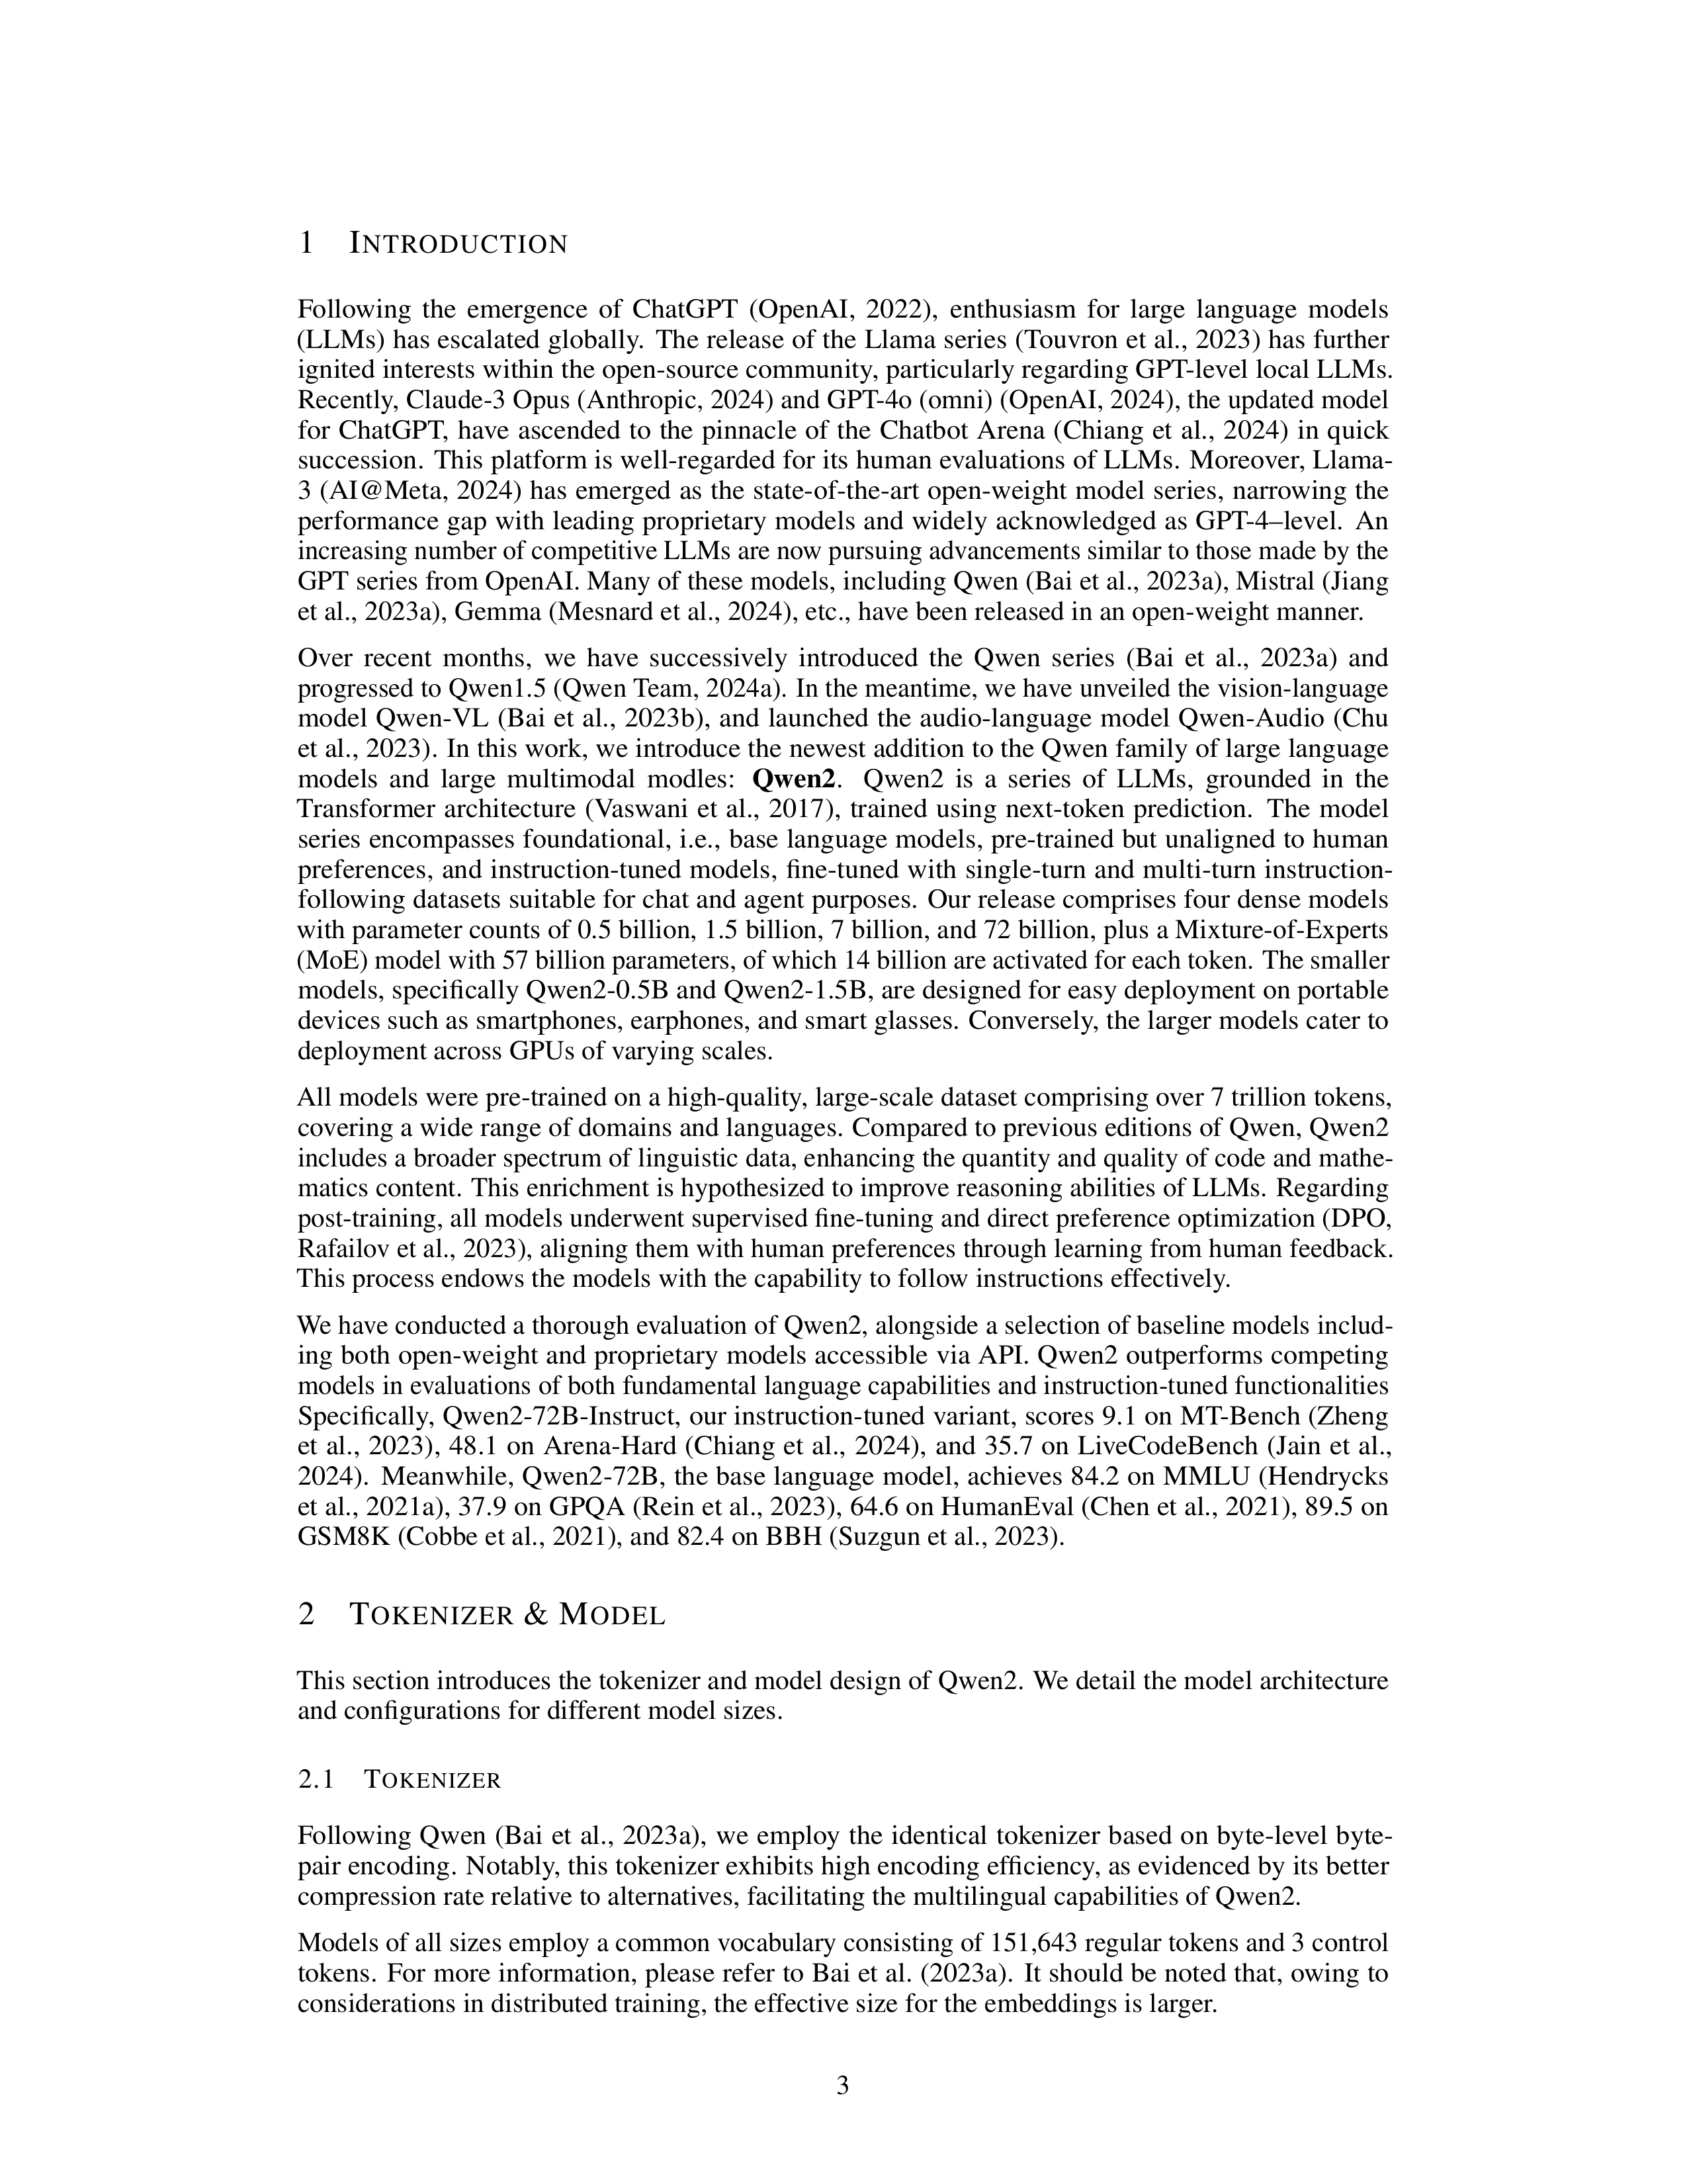 1 INTRODUCTION
Following the emergence of ChatGPT (OpenAI, 2022), enthusiasm for large language models
(LLMs) has escalated globally. The release of the Llama series (Touvron et al., 2023) has further
ignited interests within the open-source community, particularly regarding GPT-level local LLMs.
Recently, Claude-3 Opus (Anthropic, 2024) and GPT-4o (omni) (OpenAI, 2024), the updated model
for ChatGPT, have ascended to the pinnacle of the Chatbot Arena (Chiang et al., 2024) in quick
succession. This platform is well-regarded for its human evaluations of LLMs. Moreover, Llama-
3 (AI@Meta, 2024) has emerged as the state-of-the-art open-weight model series, narrowing the
performance gap with leading proprietary models and widely acknowledged as GPT-4–level. An
increasing number of competitive LLMs are now pursuing advancements similar to those made by the
GPT series from OpenAI. Many of these models, including Qwen (Bai et al., 2023a), Mistral (Jiang
et al., 2023a), Gemma (Mesnard et al., 2024), etc., have been released in an open-weight manner.
Over recent months, we have successively introduced the Qwen series (Bai et al., 2023a) and
progressed to Qwen1.5 (Qwen Team, 2024a). In the meantime, we have unveiled the vision-language
model Qwen-VL (Bai et al., 2023b), and launched the audio-language model Qwen-Audio (Chu
et al., 2023). In this work, we introduce the newest addition to the Qwen family of large language
models and large multimodal modles: Qwen2. Qwen2 is a series of LLMs, grounded in the
Transformer architecture (Vaswani et al., 2017), trained using next-token prediction. The model
series encompasses foundational, i.e., base language models, pre-trained but unaligned to human
preferences, and instruction-tuned models, fine-tuned with single-turn and multi-turn instruction-
following datasets suitable for chat and agent purposes. Our release comprises four dense models
with parameter counts of 0.5 billion, 1.5 billion, 7 billion, and 72 billion, plus a Mixture-of-Experts
(MoE) model with 57 billion parameters, of which 14 billion are activated for each token. The smaller
models, specifically Qwen2-0.5B and Qwen2-1.5B, are designed for easy deployment on portable
devices such as smartphones, earphones, and smart glasses. Conversely, the larger models cater to
deployment across GPUs of varying scales.
All models were pre-trained on a high-quality, large-scale dataset comprising over 7 trillion tokens,
covering a wide range of domains and languages. Compared to previous editions of Qwen, Qwen2
includes a broader spectrum of linguistic data, enhancing the quantity and quality of code and mathe-
matics content. This enrichment is hypothesized to improve reasoning abilities of LLMs. Regarding
post-training, all models underwent supervised fine-tuning and direct preference optimization (DPO,
Rafailov et al., 2023), aligning them with human preferences through learning from human feedback.
This process endows the models with the capability to follow instructions effectively.
We have conducted a thorough evaluation of Qwen2, alongside a selection of baseline models includ-
ing both open-weight and proprietary models accessible via API. Qwen2 outperforms competing
models in evaluations of both fundamental language capabilities and instruction-tuned functionalities
Specifically, Qwen2-72B-Instruct, our instruction-tuned variant, scores 9.1 on MT-Bench (Zheng
et al., 2023), 48.1 on Arena-Hard (Chiang et al., 2024), and 35.7 on LiveCodeBench (Jain et al.,
2024). Meanwhile, Qwen2-72B, the base language model, achieves 84.2 on MMLU (Hendrycks
et al., 2021a), 37.9 on GPQA (Rein et al., 2023), 64.6 on HumanEval (Chen et al., 2021), 89.5 on
GSM8K (Cobbe et al., 2021), and 82.4 on BBH (Suzgun et al., 2023).
2 TOKENIZER & MODEL
This section introduces the tokenizer and model design of Qwen2. We detail the model architecture
and configurations for different model sizes.
2.1 TOKENIZER
Following Qwen (Bai et al., 2023a), we employ the identical tokenizer based on byte-level byte-
pair encoding. Notably, this tokenizer exhibits high encoding efficiency, as evidenced by its better
compression rate relative to alternatives, facilitating the multilingual capabilities of Qwen2.
Models of all sizes employ a common vocabulary consisting of 151,643 regular tokens and 3 control
tokens. For more information, please refer to Bai et al. (2023a). It should be noted that, owing to
considerations in distributed training, the effective size for the embeddings is larger.
3